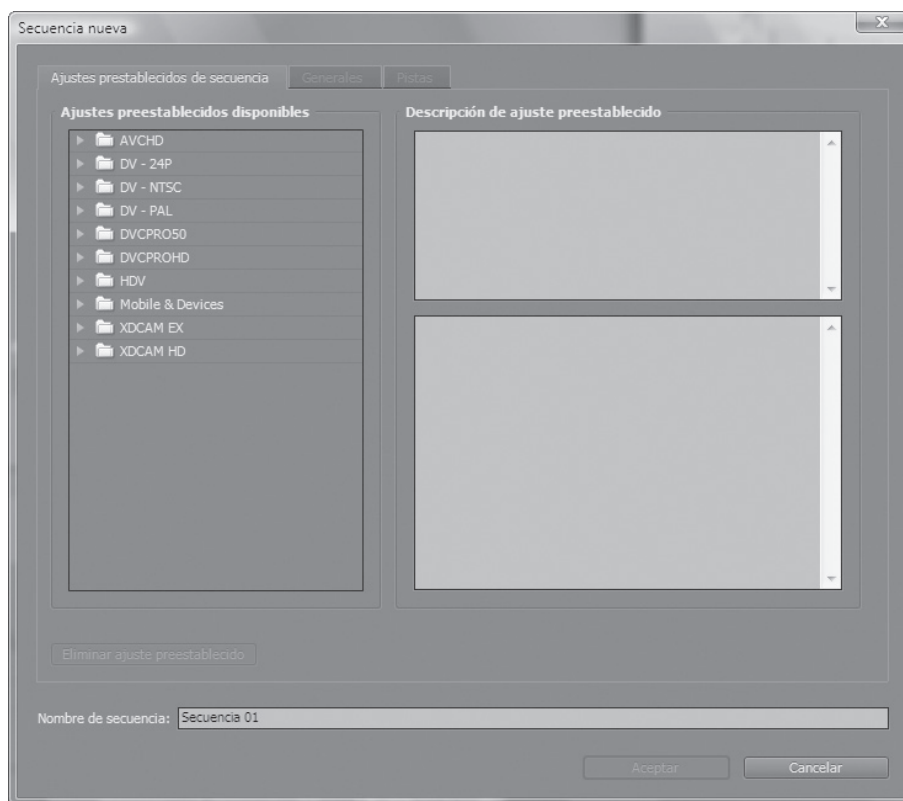 Secuencia nueva
Ajustes prestablecidos de secuencia
Generales
Pistas
Ajustes preestablecidos disponibles
AVCHD
DV - 24P
DV - NTSC
DV - PAL
DVCPRO50
DVCPROHD
HDV
Mobile & Devices
XDCAM EX
XDCAM HD
Descripción de ajuste preestablecido
Eliminar ajuste preestablecido
Nombre de secuencia: Secuencia 01
Aceptar
Cancelar